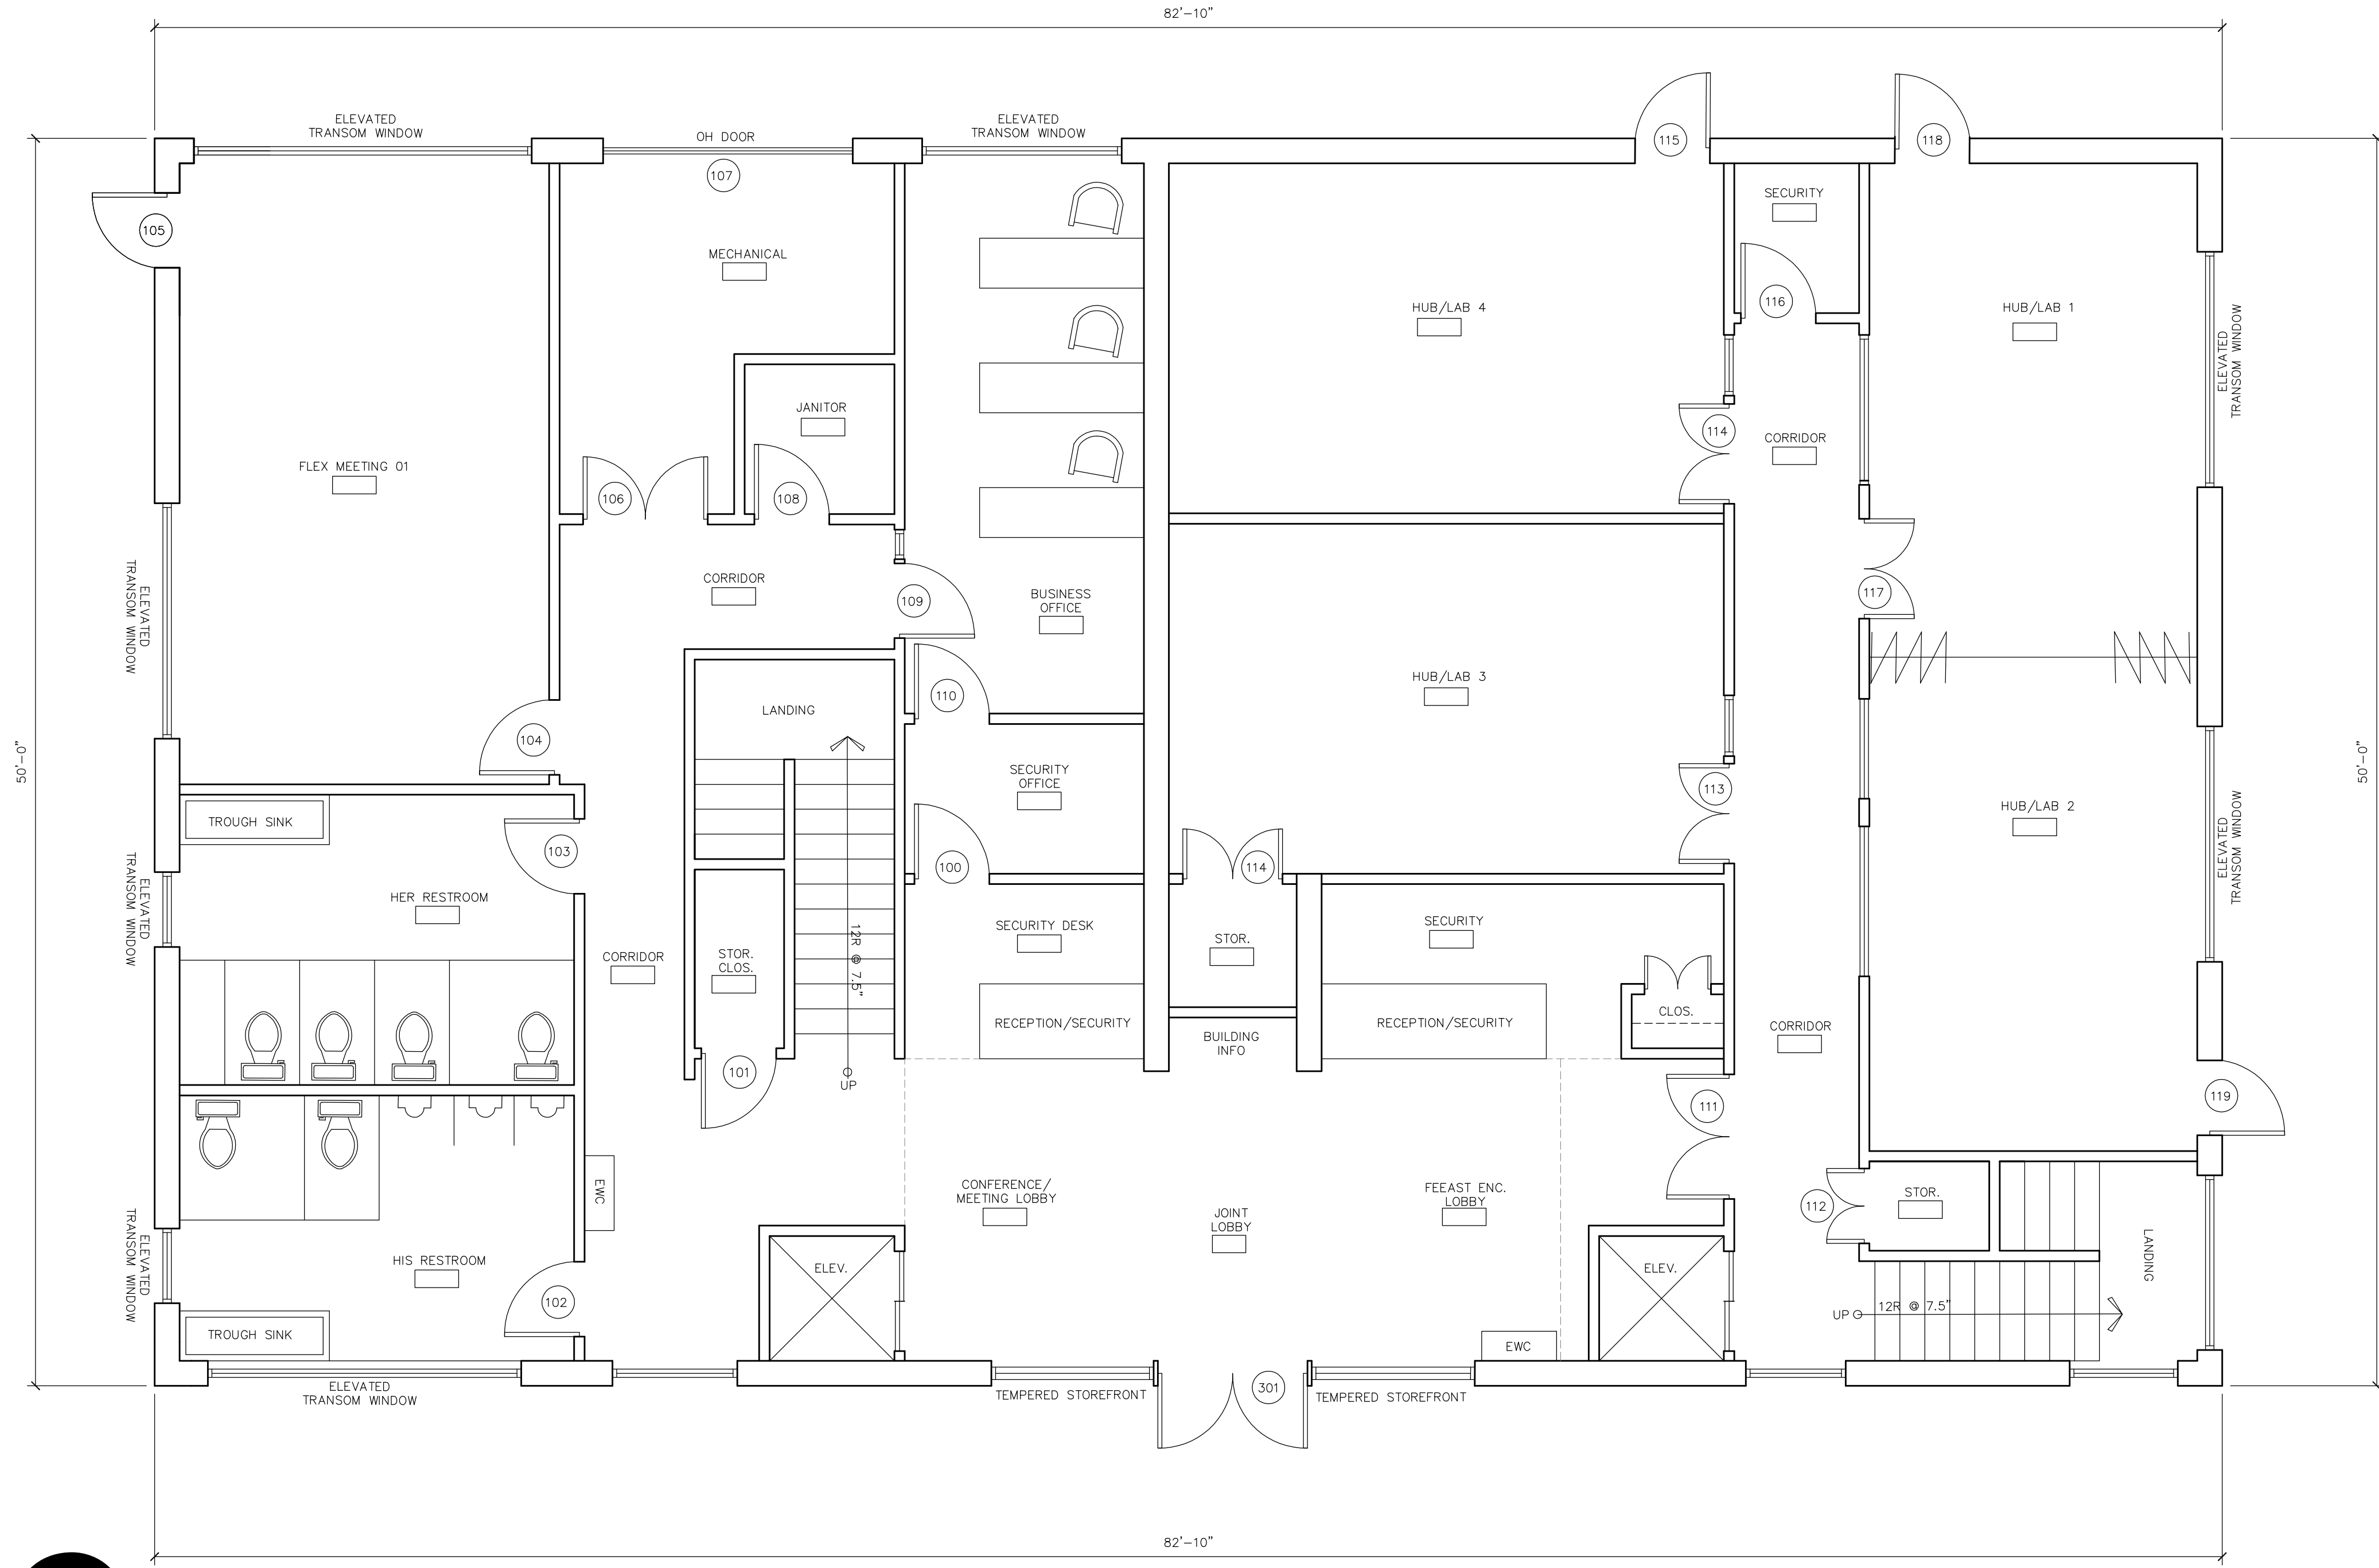 82'-10"
ELEVATED
TRANSOM WINDOW
OH DOOR
ELEVATED
TRANSOM WINDOW
115
118
107
105
SECURITY
MECHANICAL
116
HUB/LAB 4
HUB/LAB 1
ELEVATED
TRANSOM WINDOW
JANITOR
114
CORRIDOR
FLEX MEETING 01
106
108
CORRIDOR
109
BUSINESS
OFFICE
117
ELEVATED
TRANSOM WINDOW
110
HUB/LAB 3
LANDING
104
50'-0"
50'-0"
SECURITY
OFFICE
113
HUB/LAB 2
ELEVATED
TRANSOM WINDOW
TROUGH SINK
103
100
114
HER RESTROOM
ELEVATED
TRANSOM WINDOW
SECURITY DESK
SECURITY
STOR.
STOR.
CLOS.
CORRIDOR
12R @ 7.5"
RECEPTION/SECURITY
RECEPTION/SECURITY
CLOS.
CORRIDOR
BUILDING
INFO
101
UP
111
119
EWC
CONFERENCE/
MEETING LOBBY
FEEAST ENC.
LOBBY
JOINT
LOBBY
112
STOR.
LANDING
ELEVATED
TRANSOM WINDOW
HIS RESTROOM
ELEV.
ELEV.
102
UP
12R @ 7.5"
TROUGH SINK
EWC
ELEVATED
TRANSOM WINDOW
TEMPERED STOREFRONT
301
TEMPERED STOREFRONT
82'-10"